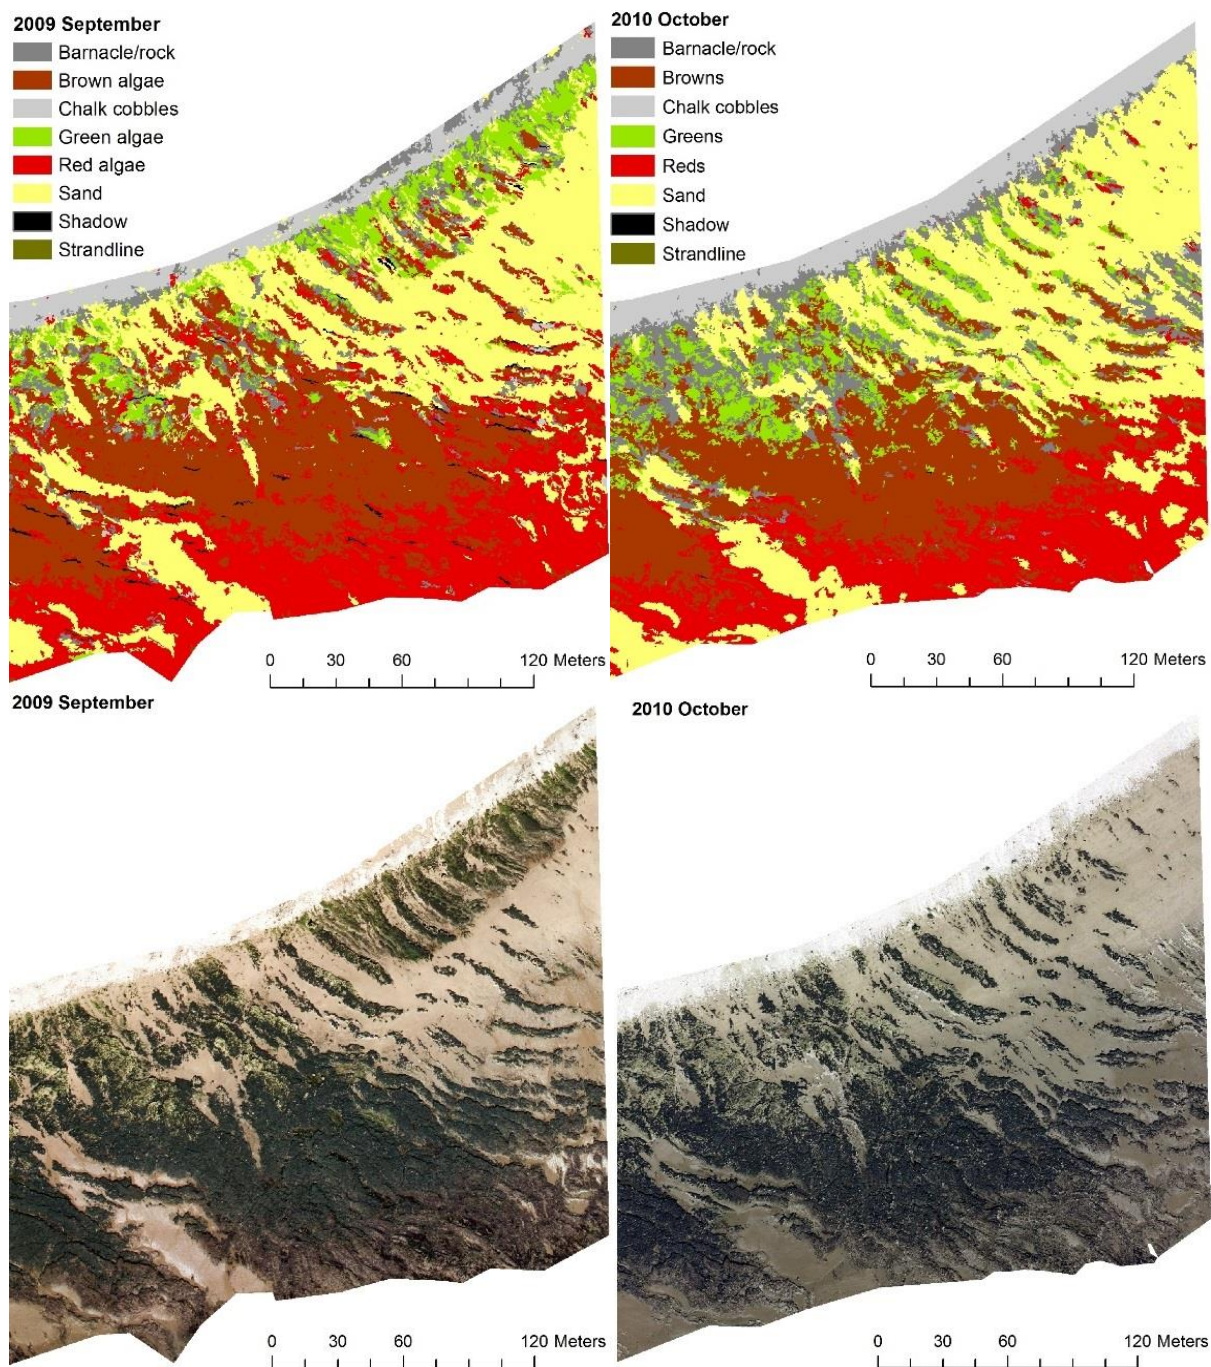 2009 September
Barnacle/rock
Brown algae
Chalk cobbles
Green algae
Red algae
Sand
Shadow
Strandline
0 30 60 120 Meters
2010 October
Barnacle/rock
Browns
Chalk cobbles
Greens
Reds
Sand
Shadow
Strandline
0 30 60 120 Meters
2009 September
0 30 60 120 Meters
2010 October
0 30 60 120 Meters